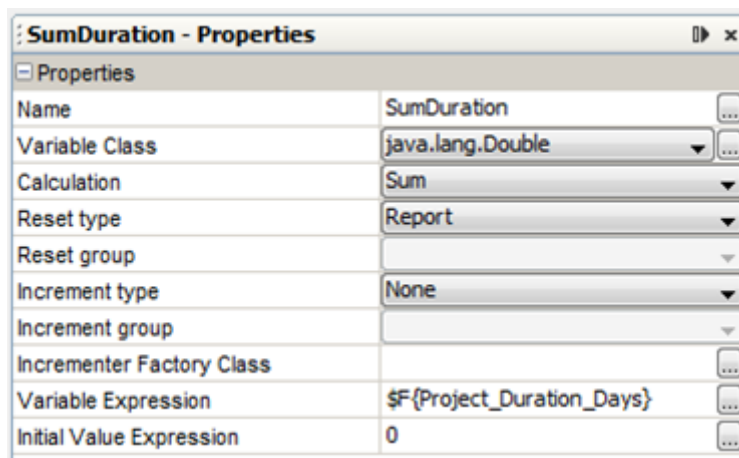 SumDuration - Properties
Properties
Name SumDuration ...
Variable Class java.lang.Double ...
Calculation Sum
Reset type Report
Reset group
Increment type None
Increment group
Incrementer Factory Class ...
Variable Expression $F{Project_Duration_Days} ...
Initial Value Expression 0 ...